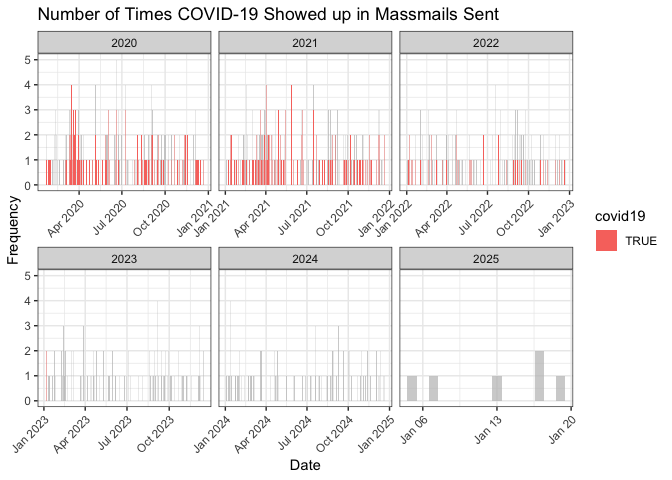 Number of Times COVID-19 Showed up in Massmails Sent
2020 2021 2022
5
4
3
2
1
0
Apr 2020 Jul 2020 Oct 2020 Jan 2021 Jan 2021 Apr 2021 Jul 2021 Oct 2021 Jan 2022 Jan 2022 Apr 2022 Jul 2022 Oct 2022 Jan 2023
Frequency
covid19
TRUE
2023 2024 2025
5
4
3
2
1
0
Jan 2023 Apr 2023 Jul 2023 Oct 2023 Jan 2024 Apr 2024 Jul 2024 Oct 2024 Jan 2025 Jan 06 Jan 13 Jan 20
Date